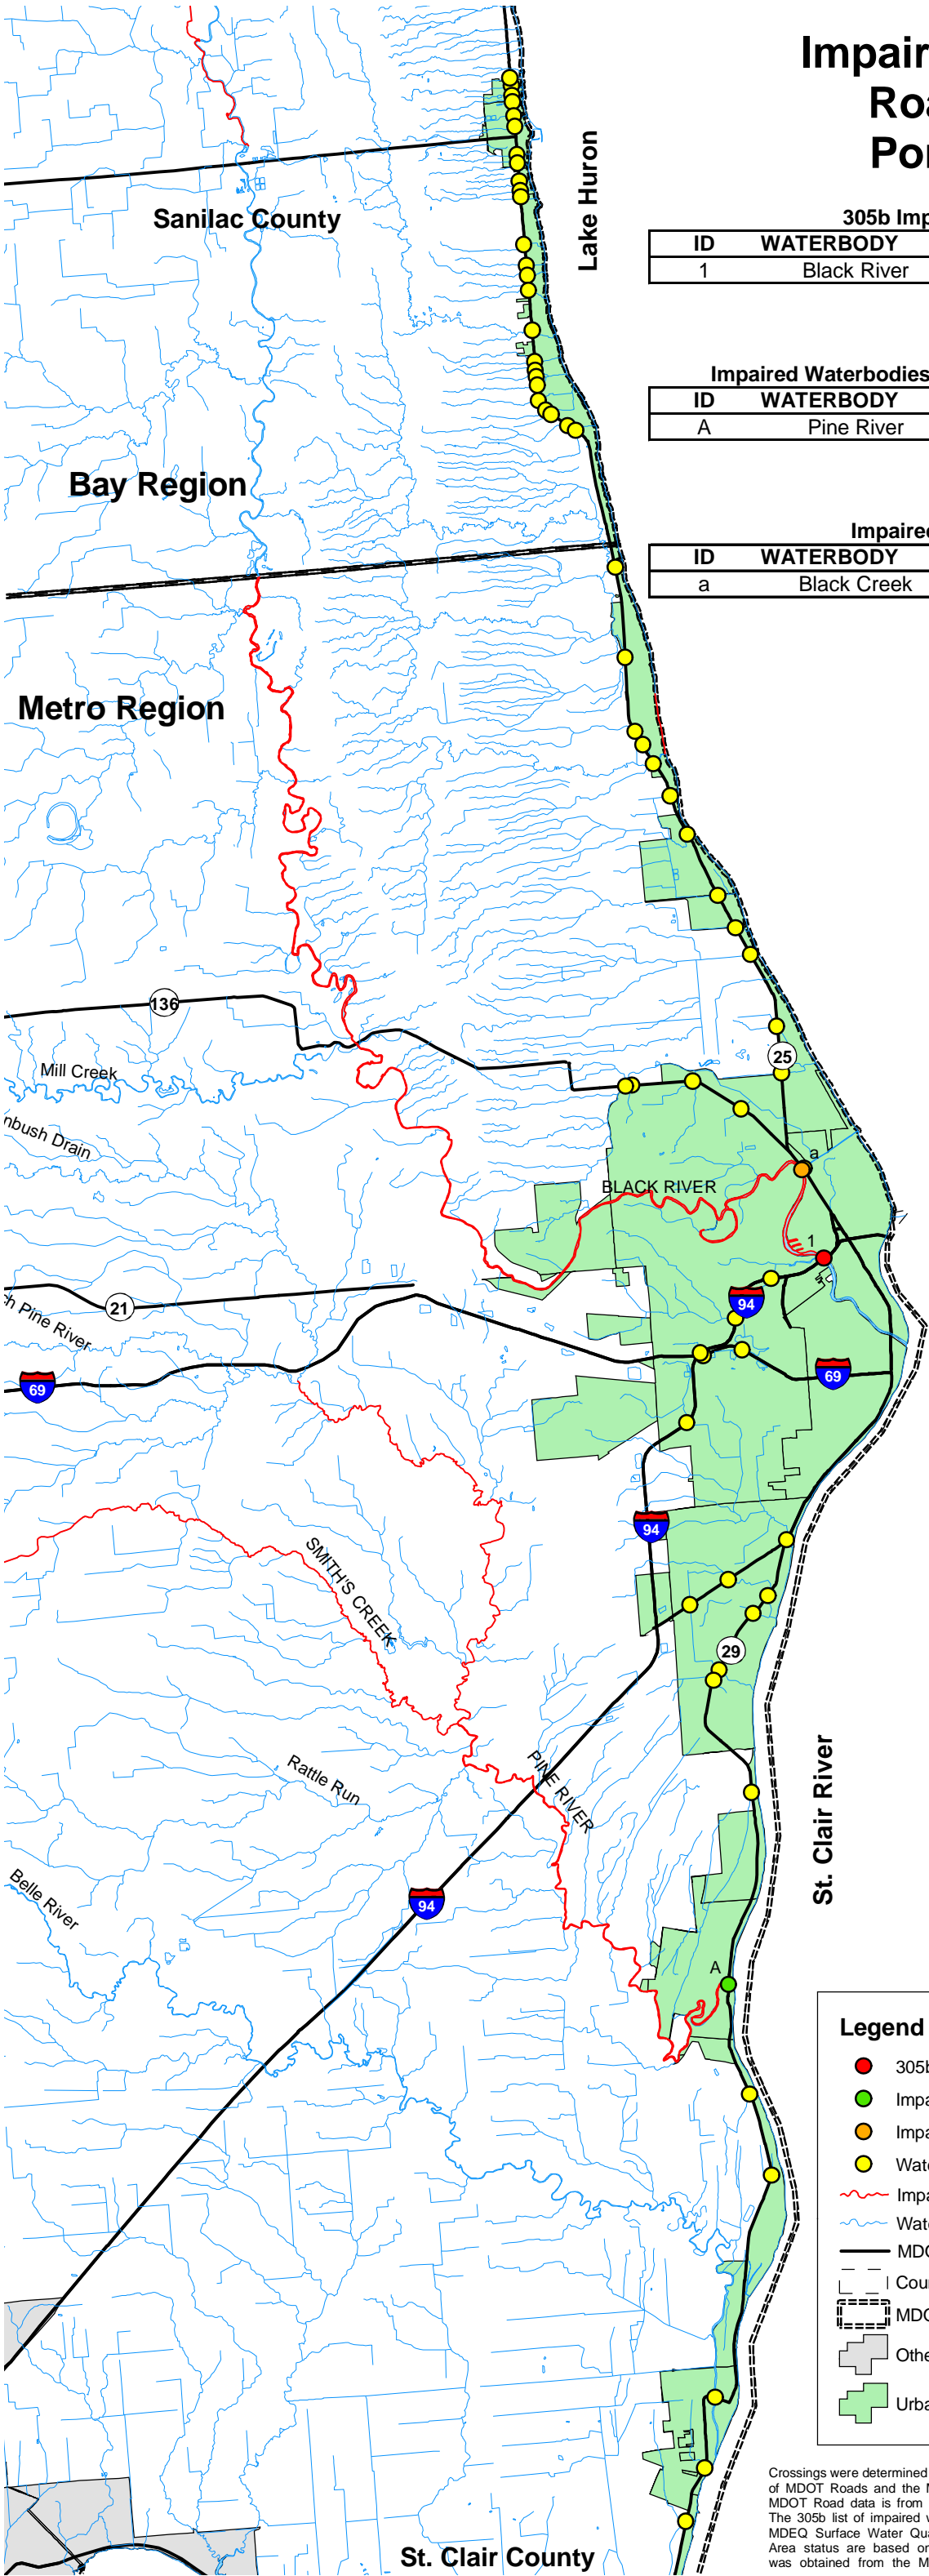 Impair
Roa
Por
Lake Huron
Sanilac County
305b Imp
ID WATERBODY
1 Black River
Impaired Waterbodies
ID WATERBODY
A Pine River
Bay Region
Impaired
ID WATERBODY
a Black Creek
Metro Region
136
25
Mill Creek
nbush Drain
a
BLACK RIVER
1
94
21
h Pine River
69
69
94
SMITH'S CREEK
29
PINE RIVER
Rattle Run
St. Clair River
Belle River
94
A
Legend
305b
Impa
Impa
Wate
Impa
Wate
MDO
Coun
MDO
Othe
Urba
Crossings were determined
of MDOT Roads and the M
MDOT Road data is from
The 305b list of impaired w
MDEQ Surface Water Qua
Area status are based on
was obtained from the M
St. Clair County